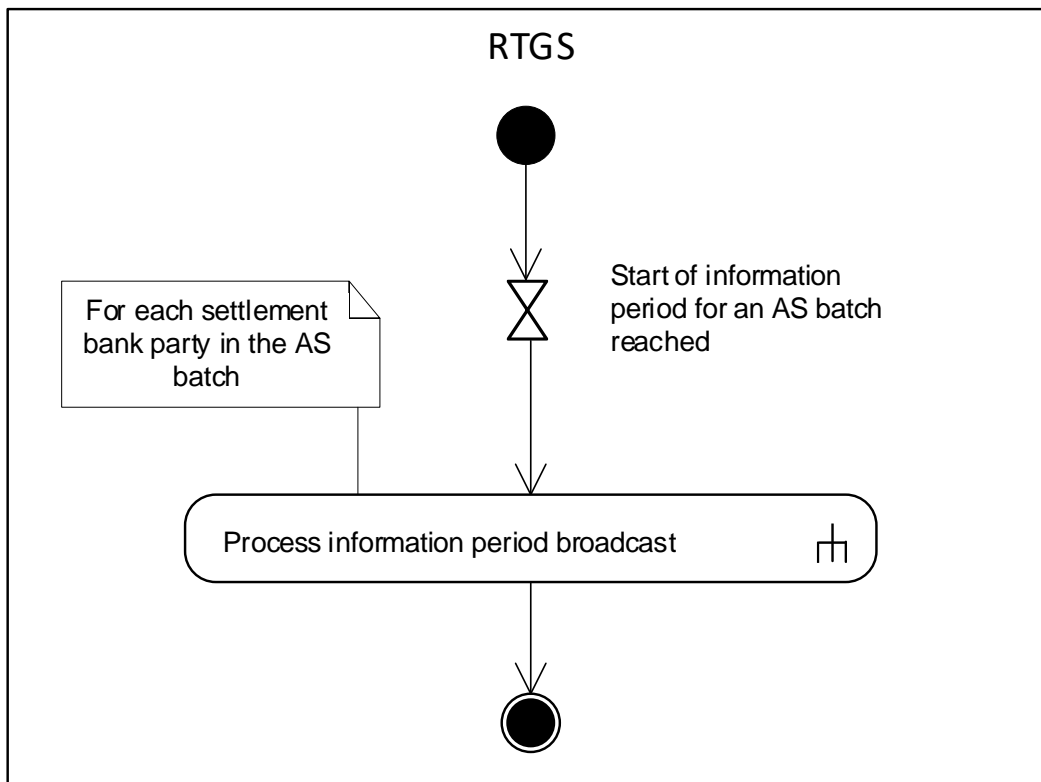 RTGS
Start of information
period for an AS batch
reached
For each settlement
bank party in the AS
batch
Process information period broadcast